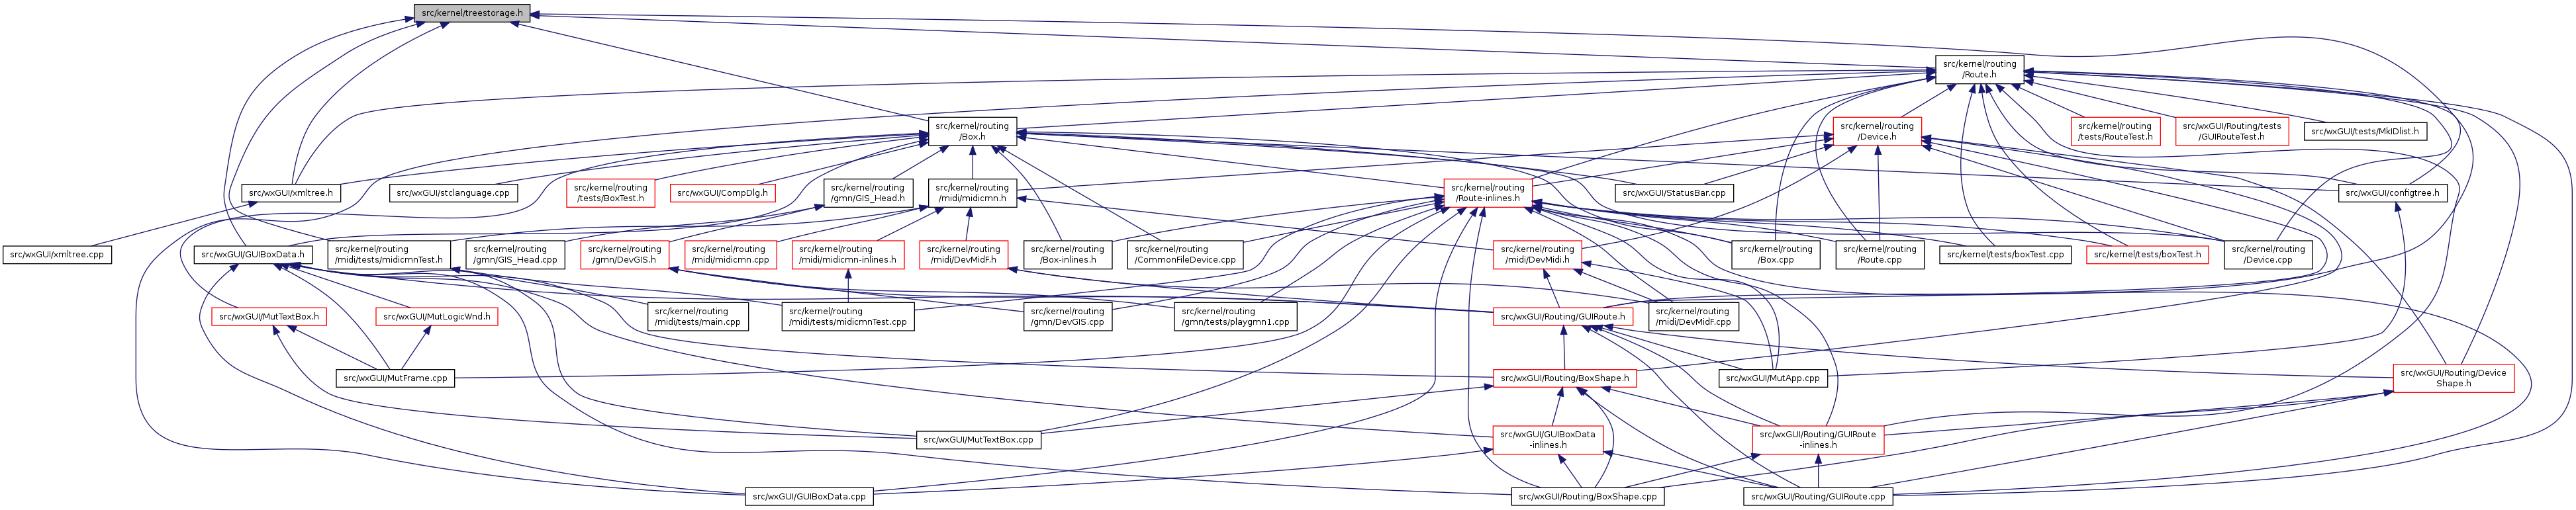 src/kernel/treestorage.h
src/kernel/routing
/Route.h
src/kernel/routing
/Box.h
src/kernel/routing
/Device.h
src/kernel/routing
/tests/RouteTest.h
src/wxGUI/Routing/tests
/GUIRouteTest.h
src/wxGUI/tests/MkIDlist.h
src/wxGUI/xmltree.h
src/wxGUI/stclanguage.cpp
src/kernel/routing
/tests/BoxTest.h
src/wxGUI/CompDlg.h
src/kernel/routing
/gmn/GIS_Head.h
src/kernel/routing
/midi/midicmn.h
src/kernel/routing
/Route-inlines.h
src/wxGUI/StatusBar.cpp
src/wxGUI/configtree.h
src/wxGUI/xmltree.cpp
src/wxGUI/GUIBoxData.h
src/kernel/routing
/midi/tests/midicmnTest.h
src/kernel/routing
/gmn/GIS_Head.cpp
src/kernel/routing
/gmn/DevGIS.h
src/kernel/routing
/midi/midicmn.cpp
src/kernel/routing
/midi/midicmn-inlines.h
src/kernel/routing
/midi/DevMidF.h
src/kernel/routing
/Box-inlines.h
src/kernel/routing
/CommonFileDevice.cpp
src/kernel/routing
/midi/DevMidi.h
src/kernel/routing
/Box.cpp
src/kernel/routing
/Route.cpp
src/kernel/tests/boxTest.cpp
src/kernel/tests/boxTest.h
src/kernel/routing
/Device.cpp
src/wxGUI/MutTextBox.h
src/wxGUI/MutLogicWnd.h
src/kernel/routing
/midi/tests/main.cpp
src/kernel/routing
/midi/tests/midicmnTest.cpp
src/kernel/routing
/gmn/DevGIS.cpp
src/kernel/routing
/gmn/tests/playgmn1.cpp
src/wxGUI/Routing/GUIRoute.h
src/kernel/routing
/midi/DevMidF.cpp
src/wxGUI/MutFrame.cpp
src/wxGUI/Routing/BoxShape.h
src/wxGUI/MutApp.cpp
src/wxGUI/Routing/Device
Shape.h
src/wxGUI/MutTextBox.cpp
src/wxGUI/GUIBoxData
-inlines.h
src/wxGUI/Routing/GUIRoute
-inlines.h
src/wxGUI/GUIBoxData.cpp
src/wxGUI/Routing/BoxShape.cpp
src/wxGUI/Routing/GUIRoute.cpp